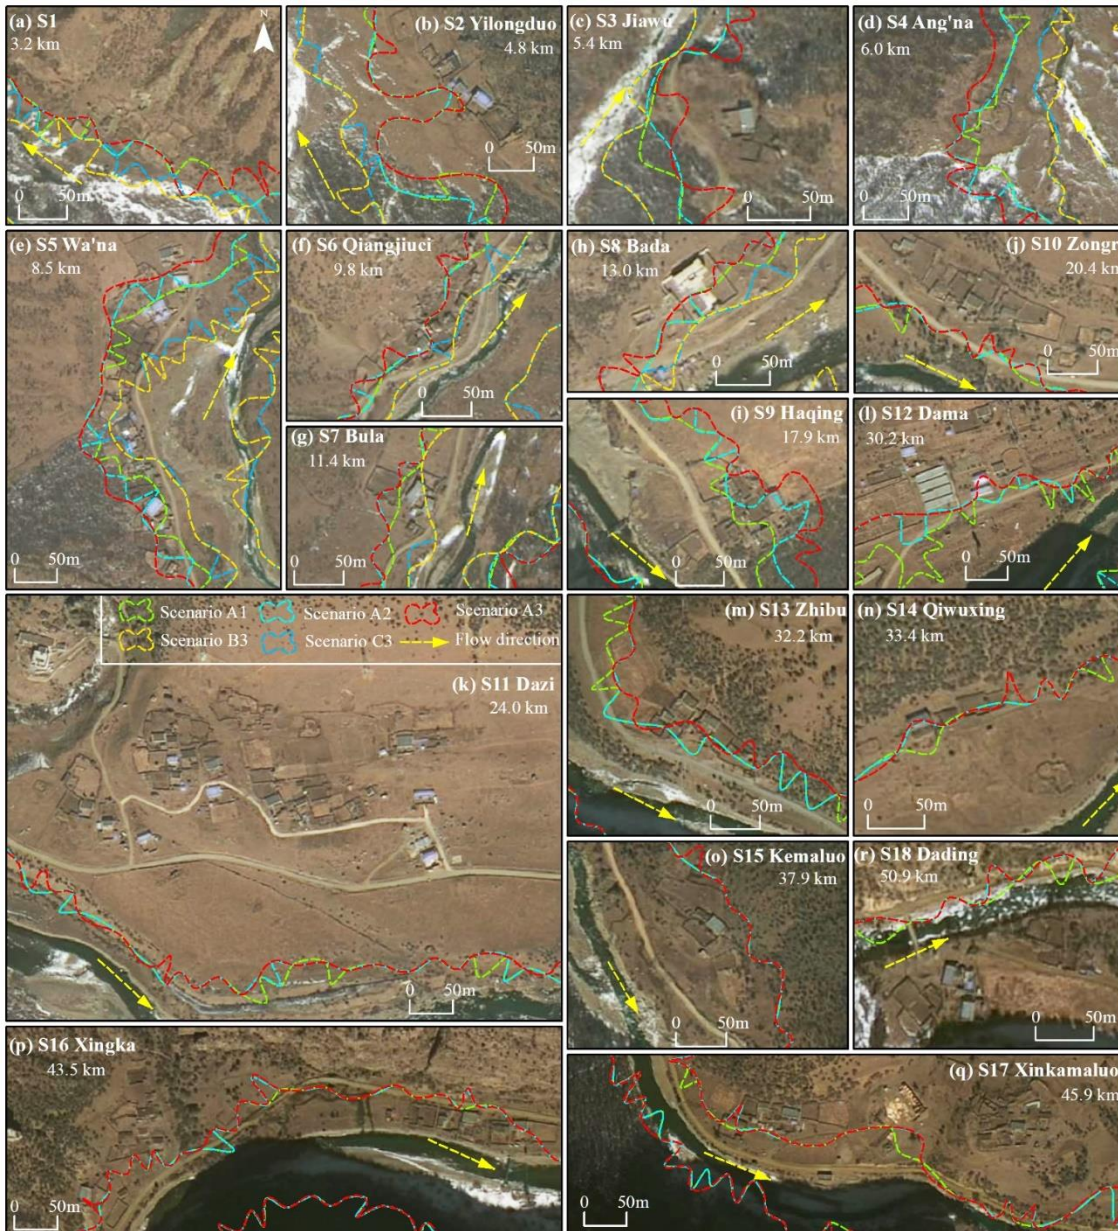 (a) S1
3.2 km
N
0 50m
(b) S2 Yilongduo
4.8 km
0 50m
(c) S3 Jiawu
5.4 km
0 50m
(d) S4 Ang'na
6.0 km
0 50m
(e) S5 Wa'na
8.5 km
0 50m
(f) S6 Qiangjiuci
9.8 km
0 50m
(g) S7 Bula
11.4 km
0 50m
(h) S8 Bada
13.0 km
0 50m
(j) S10 Zongr
20.4 km
0 50m
(i) S9 Haqing
17.9 km
0 50m
(l) S12 Dama
30.2 km
0 50m
Scenario A1 Scenario A2 Scenario A3
Scenario B3 Scenario C3 Flow direction
(k) S11 Dazi
24.0 km
0 50m
(m) S13 Zhibu
32.2 km
0 50m
(n) S14 Qiwuxing
33.4 km
0 50m
(o) S15 Kemaluo
37.9 km
0 50m
(r) S18 Dading
50.9 km
0 50m
(p) S16 Xingka
43.5 km
0 50m
(q) S17 Xinkamaluo
45.9 km
0 50m